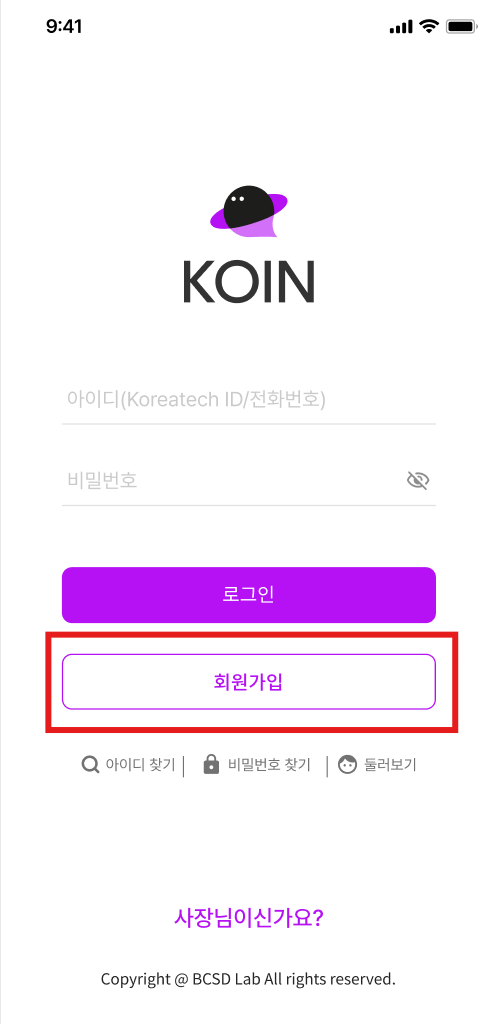 9:41
KOIN
아이디(Koreatech ID/전화번호)
비밀번호
로그인
회원가입
아이디 찾기 | 비밀번호 찾기 | 둘러보기
사장님이신가요?
Copyright @ BCSD Lab All rights reserved.